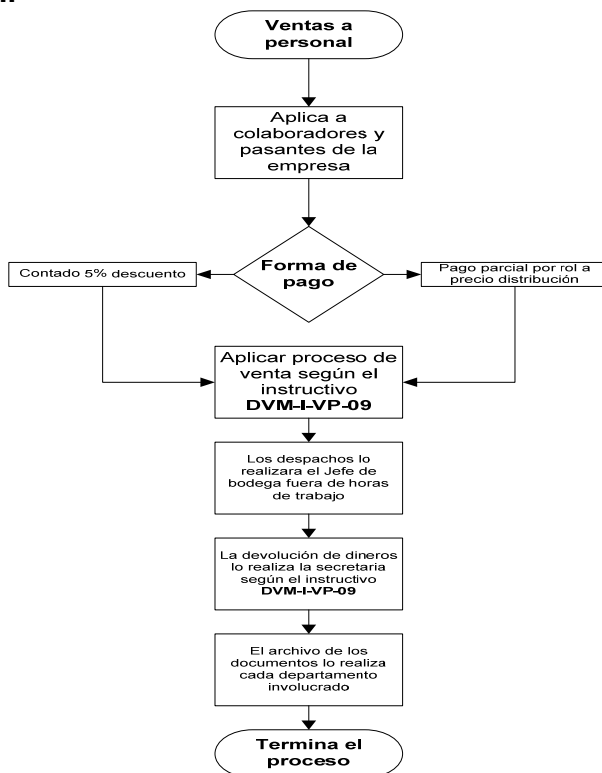 Ventas a
personal
Aplica a
colaboradores y
pasantes de la
empresa
Forma de
pago
Contado 5% descuento
Pago parcial por rol a
precio distribución
Aplicar proceso de
venta según el
instructivo
DVM-I-VP-09
Los despachos lo
realizara el Jefe de
bodega fuera de horas
de trabajo
La devolución de dineros
lo realiza la secretaria
según el instructivo
DVM-I-VP-09
El archivo de los
documentos lo realiza
cada departamento
involucrado
Termina el
proceso